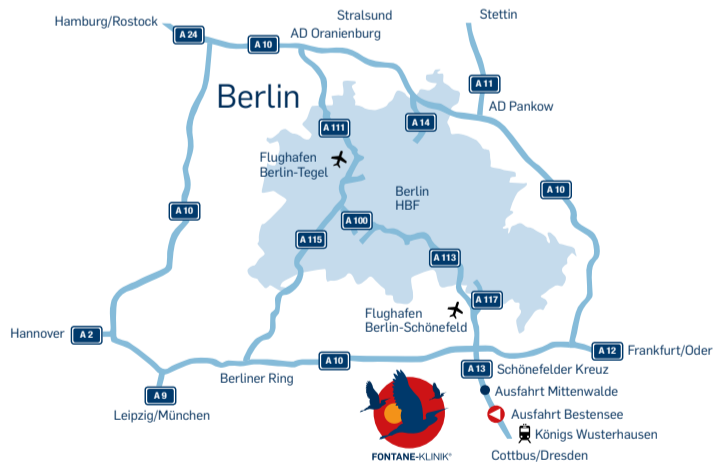 Stralsund
Stettin
Hamburg/Rostock
A 24
A 10
AD Oranienburg
A 11
Berlin
AD Pankow
A 111
A 14
Flughafen
Berlin-Tegel
A 10
Berlin
HBF
A 10
A 100
A 115
A 113
A 117
Flughafen
Berlin-Schönefeld
Hannover
A 2
A 10
A 12
Frankfurt/Oder
Berliner Ring
A 13
Schönefelder Kreuz
A 9
Ausfahrt Mittenwalde
Leipzig/München
Ausfahrt Bestensee
Königs Wusterhausen
FONTANE-KLINIK®
Cottbus/Dresden